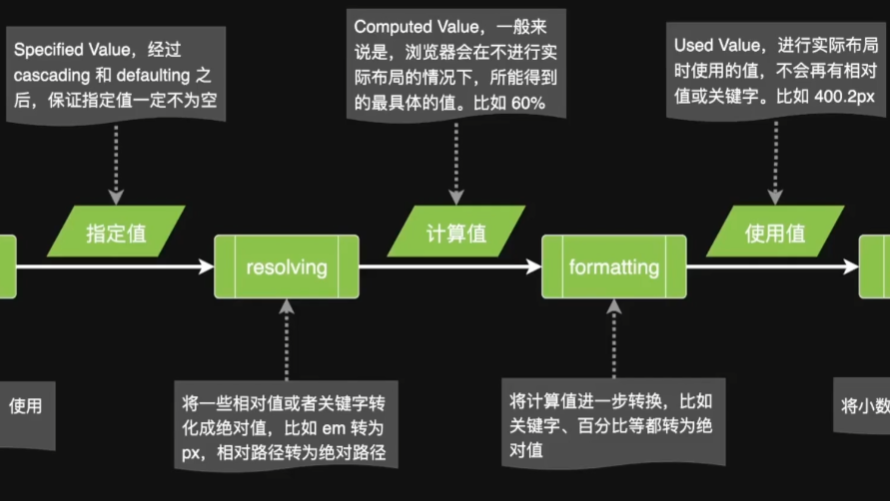 Specified Value，经过
cascading 和 defaulting 之
后，保证指定值一定不为空
Computed Value，一般来
说是，浏览器会在不进行实
际布局的情况下，所能得到
的最具体的值。比如 60%
Used Value，进行实际布局
时使用的值，不会再有相对
值或关键字。比如 400.2px
指定值
计算值
使用值
resolving
formatting
使用
将一些相对值或者关键字转
化成绝对值，比如 em 转为
px，相对路径转为绝对路径
将计算值进一步转换，比如
关键字、百分比等都转为绝
对值
将小数